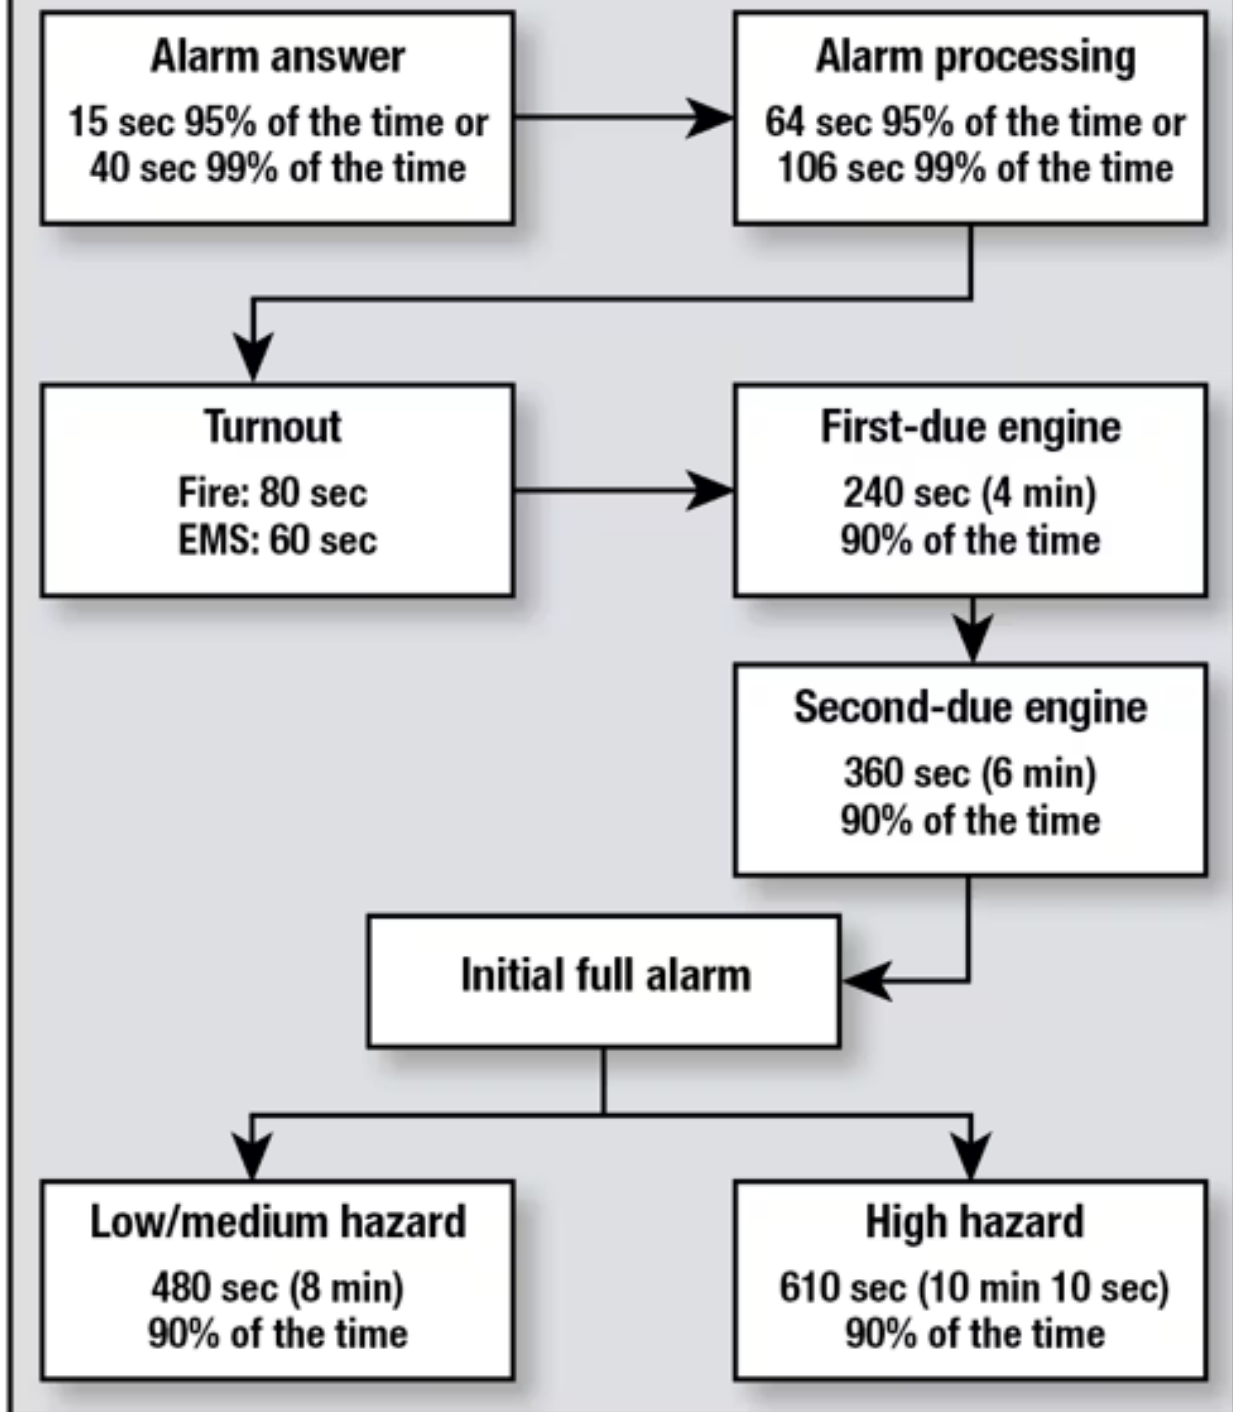 Alarm answer
15 sec 95% of the time or
40 sec 99% of the time
Alarm processing
64 sec 95% of the time or
106 sec 99% of the time
Turnout
Fire: 80 sec
EMS: 60 sec
First-due engine
240 sec (4 min)
90% of the time
Second-due engine
360 sec (6 min)
90% of the time
Initial full alarm
Low/medium hazard
480 sec (8 min)
90% of the time
High hazard
610 sec (10 min 10 sec)
90% of the time